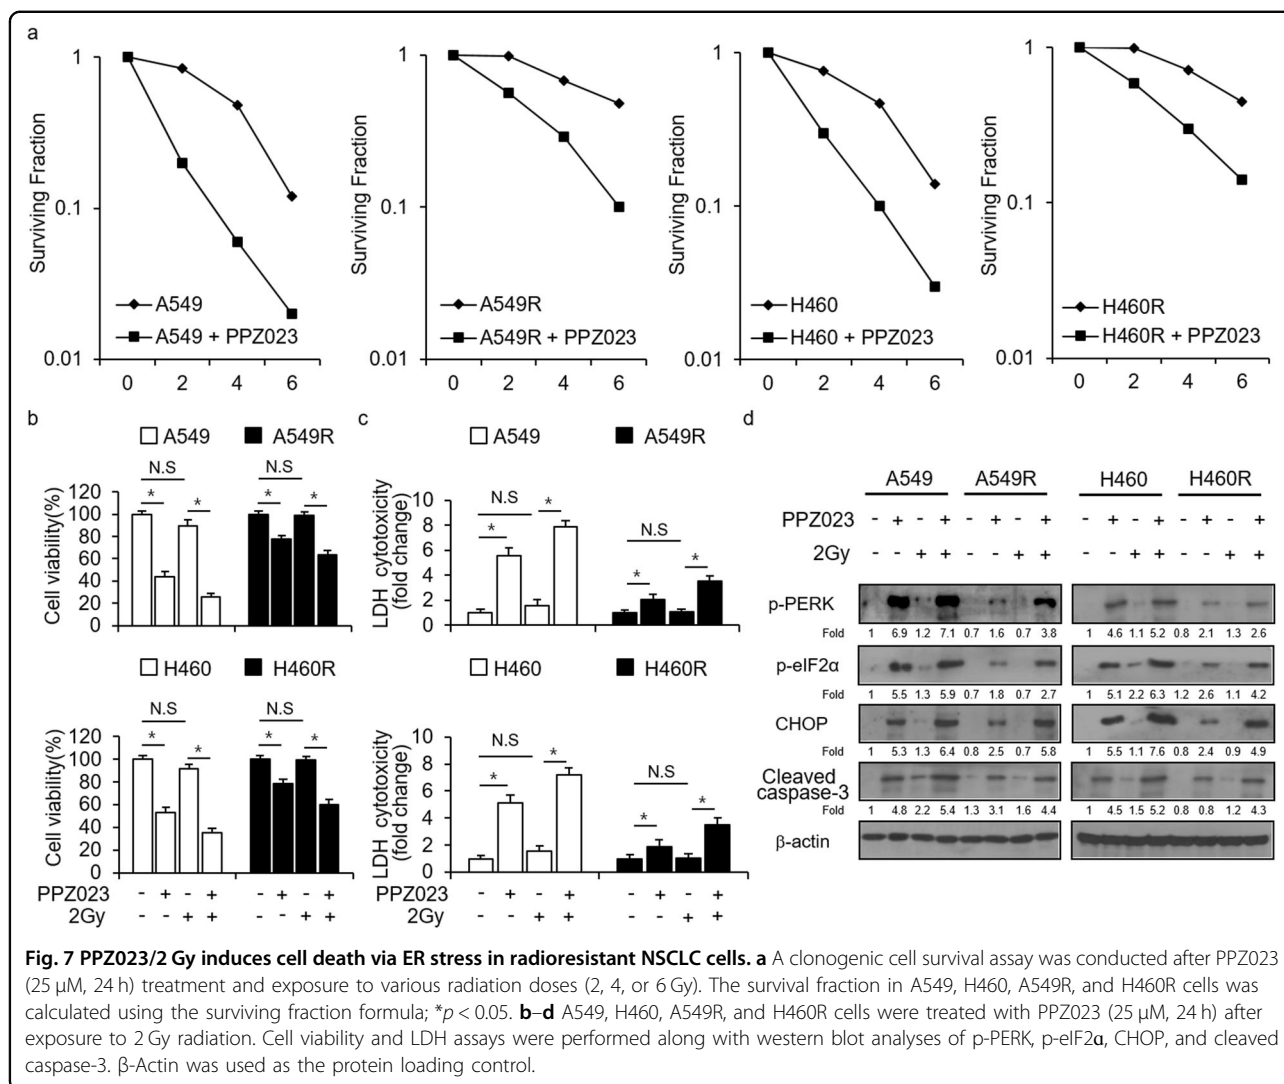 a
1
0.1
0.01
Surviving Fraction
A549
A549 + PPZ023
0 2 4 6
1
0.1
0.01
Surviving Fraction
A549R
A549R + PPZ023
0 2 4 6
1
0.1
0.01
Surviving Fraction
H460
H460 + PPZ023
0 2 4 6
1
0.1
0.01
Surviving Fraction
H460R
H460R + PPZ023
0 2 4 6
b
A549 A549R
N.S N.S
* * * *
Cell viability(%)
120
100
80
60
40
20
0
H460 H460R
N.S N.S
* * * *
Cell viability(%)
120
100
80
60
40
20
0
PPZ023 - + - + - + - +
2Gy - - + + - - + +
c
A549 A549R
N.S N.S
* * * *
LDH cytotoxicity
(fold change)
10
8
6
4
2
0
H460 H460R
N.S N.S
* * * *
LDH cytotoxicity
(fold change)
10
8
6
4
2
0
- + - + - + - +
- - + + - - + +
d
A549 A549R H460 H460R
PPZ023 - + - + - + - + - + - + - + - +
2Gy - - + + - - + + - - + + - - + +
p-PERK
Fold 1 6.9 1.2 7.1 0.7 1.6 0.7 3.8 1 4.6 1.1 5.2 0.8 2.1 1.3 2.6
p-eIF2α
Fold 1 5.5 1.3 5.9 0.7 1.8 0.7 2.7 1 5.1 2.2 6.3 1.2 2.6 1.1 4.2
CHOP
Fold 1 5.3 1.3 6.4 0.8 2.5 0.7 5.8 1 5.5 1.1 7.6 0.8 2.4 0.9 4.9
Cleaved
caspase-3
Fold 1 4.8 2.2 5.4 1.3 3.1 1.6 4.4 1 4.5 1.5 5.2 0.8 0.8 1.2 4.3
β-actin
Fig. 7 PPZ023/2 Gy induces cell death via ER stress in radioresistant NSCLC cells. a A clonogenic cell survival assay was conducted after PPZ023
(25 μM, 24 h) treatment and exposure to various radiation doses (2, 4, or 6 Gy). The survival fraction in A549, H460, A549R, and H460R cells was
calculated using the surviving fraction formula; *p < 0.05. b–d A549, H460, A549R, and H460R cells were treated with PPZ023 (25 μM, 24 h) after
exposure to 2 Gy radiation. Cell viability and LDH assays were performed along with western blot analyses of p-PERK, p-eIF2α, CHOP, and cleaved
caspase-3. β-Actin was used as the protein loading control.